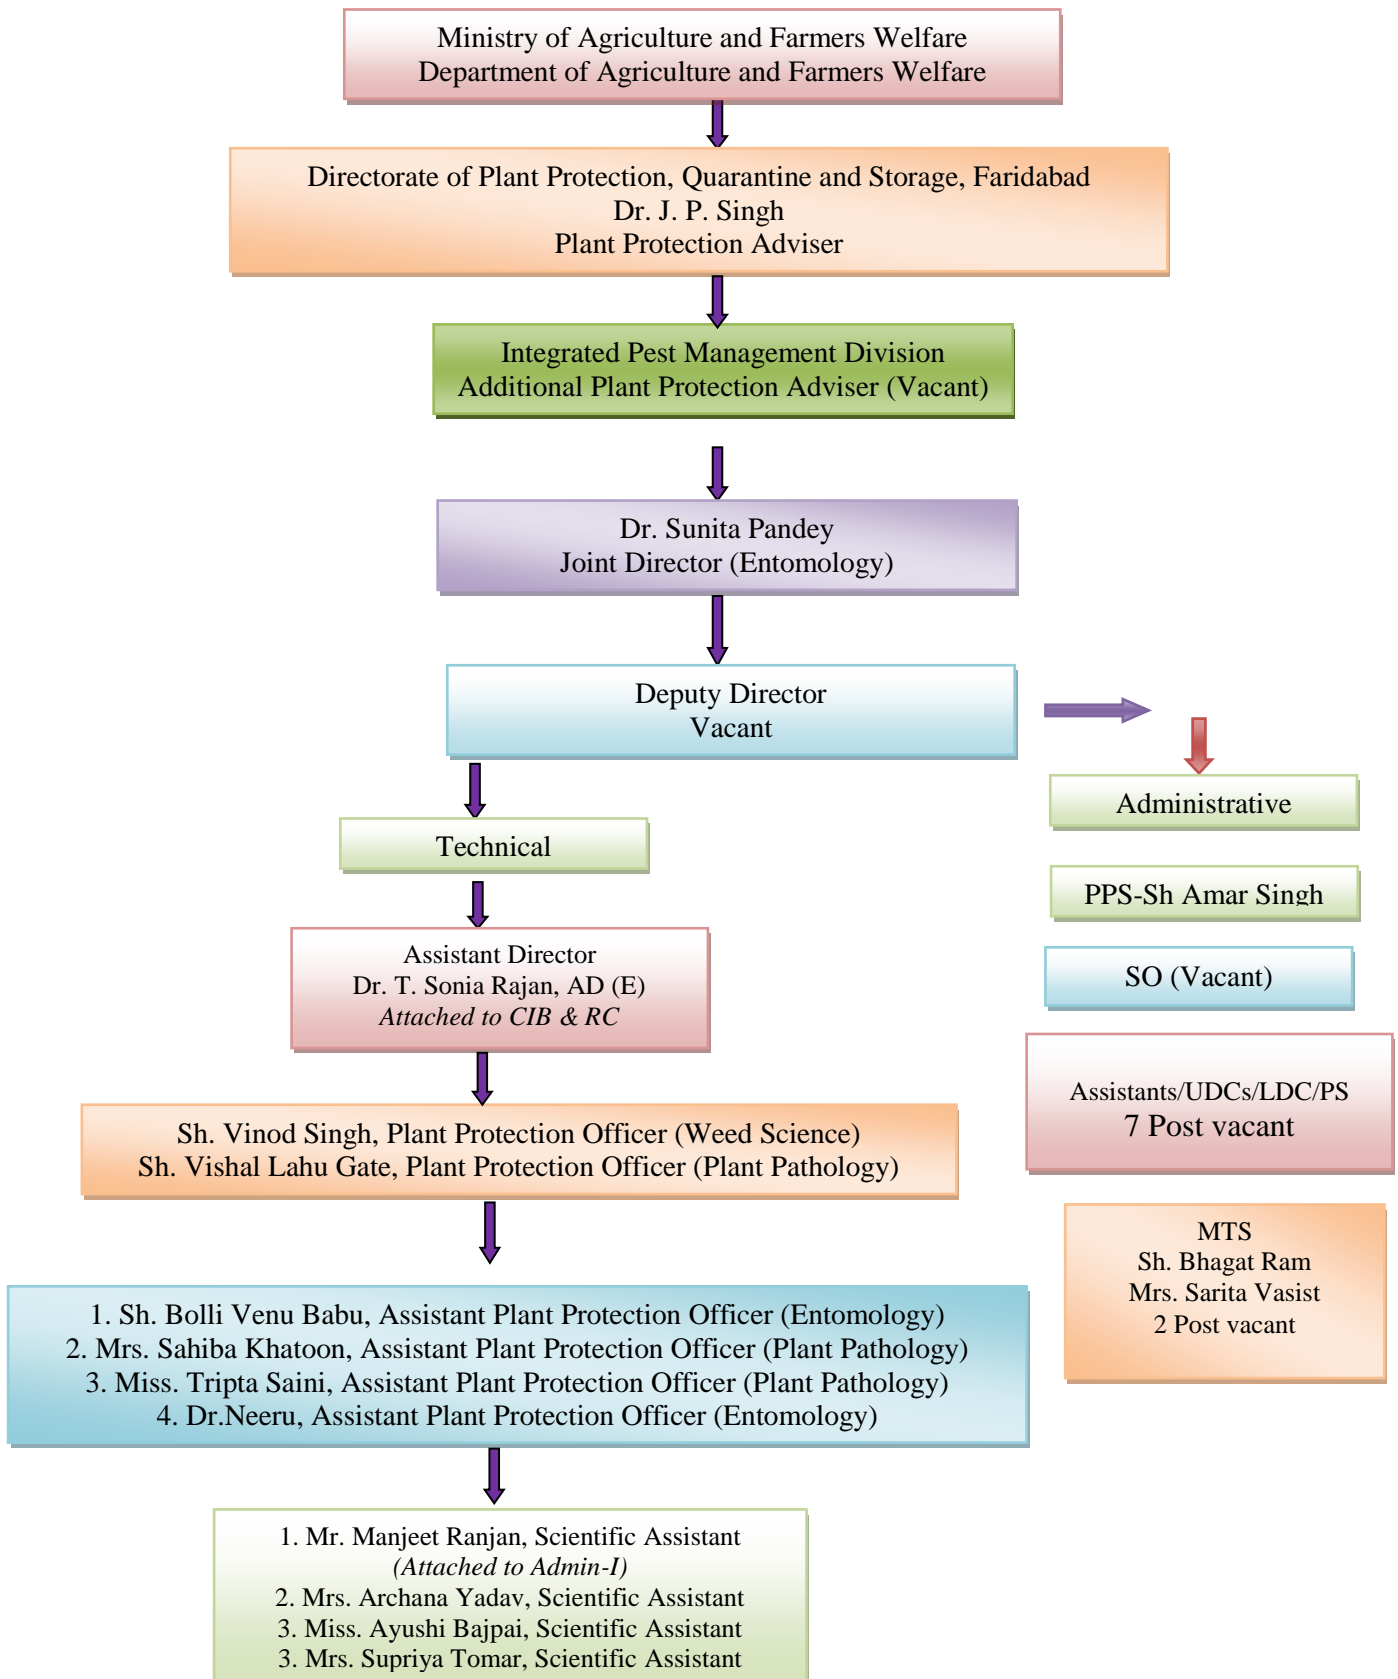 Ministry of Agriculture and Farmers Welfare
Department of Agriculture and Farmers Welfare
Directorate of Plant Protection, Quarantine and Storage, Faridabad
Dr. J. P. Singh
Plant Protection Adviser
Integrated Pest Management Division
Additional Plant Protection Adviser (Vacant)
Dr. Sunita Pandey
Joint Director (Entomology)
Deputy Director
Vacant
Technical
Assistant Director
Dr. T. Sonia Rajan, AD (E)
Attached to CIB & RC
Sh. Vinod Singh, Plant Protection Officer (Weed Science)
Sh. Vishal Lahu Gate, Plant Protection Officer (Plant Pathology)
1. Sh. Bolli Venu Babu, Assistant Plant Protection Officer (Entomology)
2. Mrs. Sahiba Khatoon, Assistant Plant Protection Officer (Plant Pathology)
3. Miss. Tripta Saini, Assistant Plant Protection Officer (Plant Pathology)
4. Dr.Neeru, Assistant Plant Protection Officer (Entomology)
1. Mr. Manjeet Ranjan, Scientific Assistant
(Attached to Admin-I)
2. Mrs. Archana Yadav, Scientific Assistant
3. Miss. Ayushi Bajpai, Scientific Assistant
3. Mrs. Supriya Tomar, Scientific Assistant
Administrative
PPS-Sh Amar Singh
SO (Vacant)
Assistants/UDCs/LDC/PS
7 Post vacant
MTS
Sh. Bhagat Ram
Mrs. Sarita Vasist
2 Post vacant